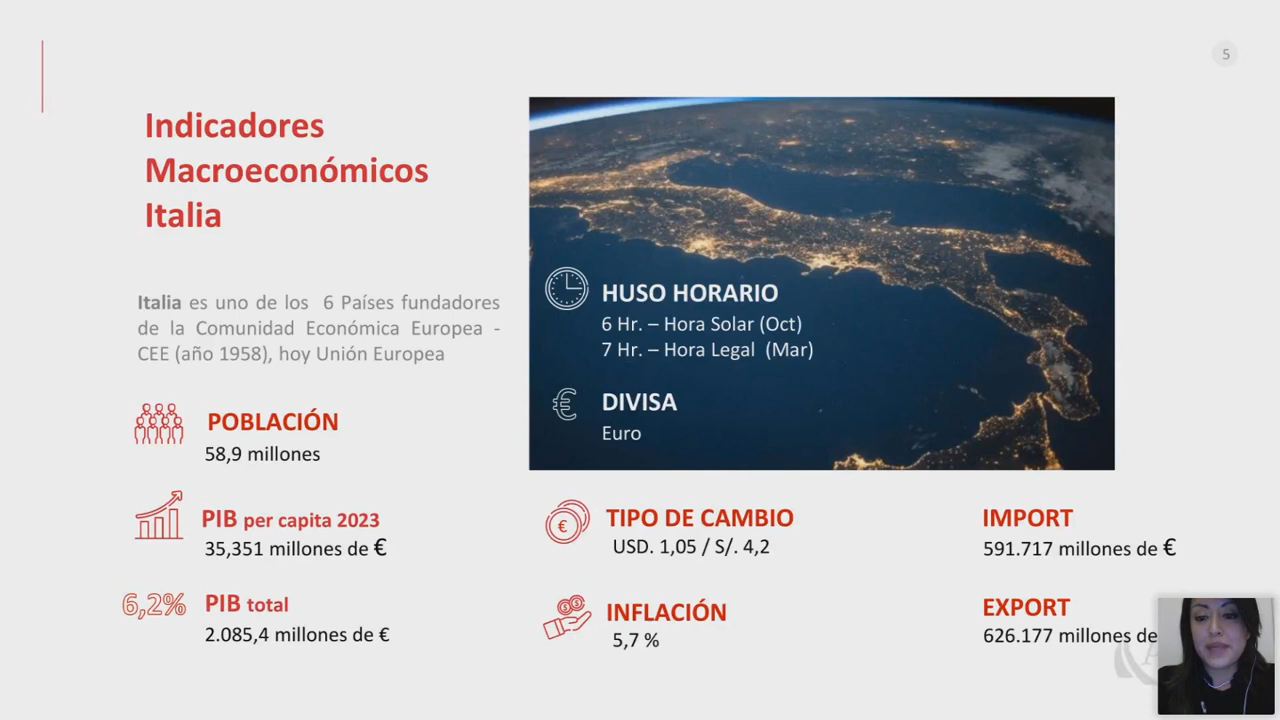 5
Indicadores
Macroeconómicos
Italia
Italia es uno de los 6 Países fundadores
de la Comunidad Económica Europea -
CEE (año 1958), hoy Unión Europea
POBLACIÓN
58,9 millones
PIB per capita 2023
35,351 millones de €
6,2%
PIB total
2.085,4 millones de €
HUSO HORARIO
6 Hr. – Hora Solar (Oct)
7 Hr. – Hora Legal (Mar)
€
DIVISA
Euro
€
TIPO DE CAMBIO
USD. 1,05 / S/. 4,2
INFLACIÓN
5,7 %
IMPORT
591.717 millones de €
EXPORT
626.177 millones de